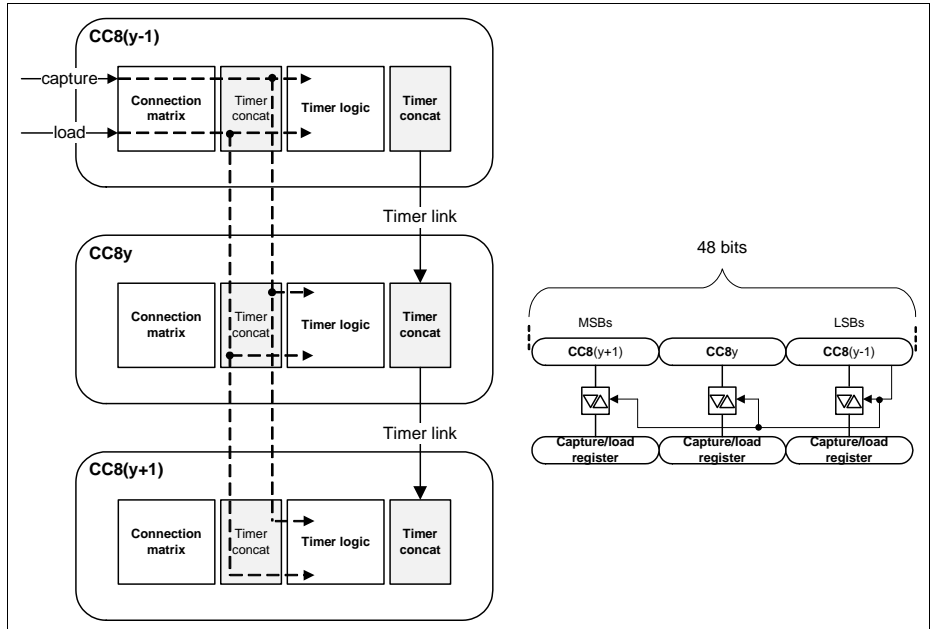 CC8(y-1)
capture
load
Connection
matrix
Timer
concat
Timer logic
Timer
concat
Timer link
CC8y
Connection
matrix
Timer
concat
Timer logic
Timer
concat
Timer link
CC8(y+1)
Connection
matrix
Timer
concat
Timer logic
Timer
concat
48 bits
MSBs
LSBs
CC8(y+1)
CC8y
CC8(y-1)
Capture/load
register
Capture/load
register
Capture/load
register